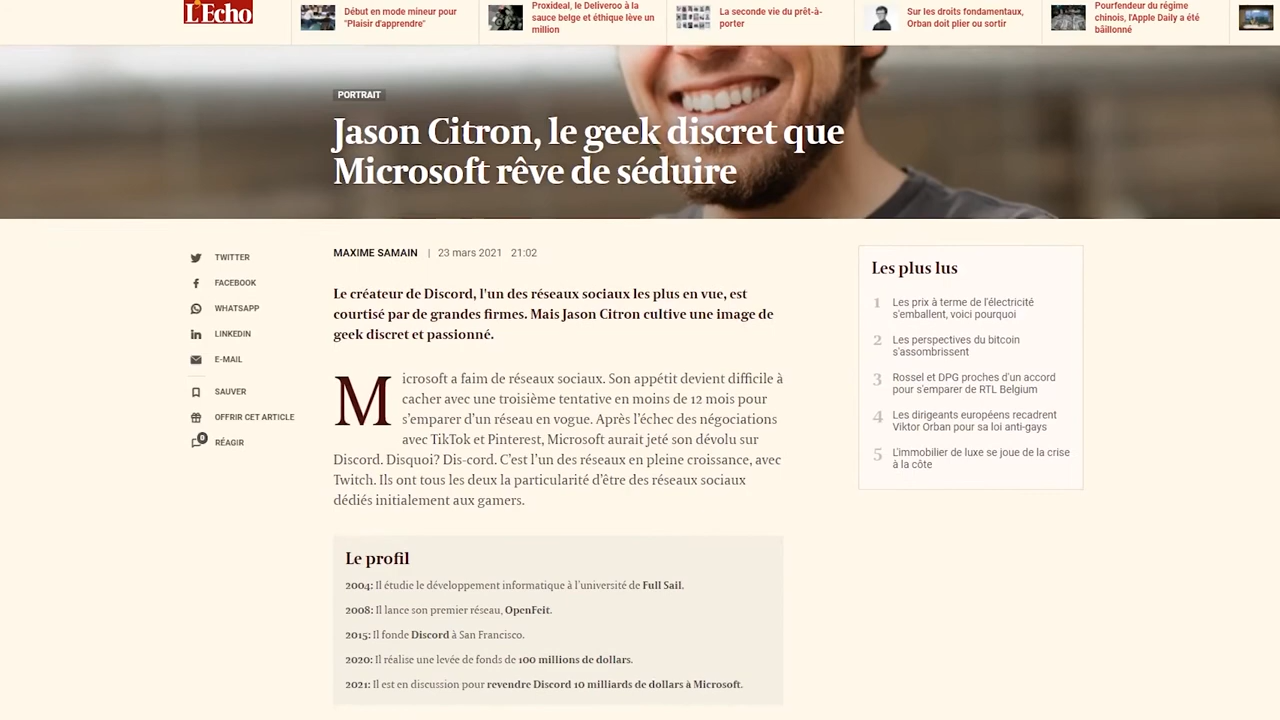 L'Echo
Début en mode mineur pour
"Plaisir d'apprendre"
Proxideal, le Deliveroo à la
sauce belge et éthique lève un
million
La seconde vie du prêt-à-
porter
Sur les droits fondamentaux,
Orban doit plier ou sortir
Pourfendeur du régime
chinois, l'Apple Daily a été
bâillonné
PORTRAIT
Jason Citron, le geek discret que
Microsoft rêve de séduire
TWITTER
FACEBOOK
WHATSAPP
LINKEDIN
E-MAIL
SAUVER
OFFRIR CET ARTICLE
0
RÉAGIR
MAXIME SAMAIN | 23 mars 2021 21:02
Le créateur de Discord, l'un des réseaux sociaux les plus en vue, est
courtisé par de grandes firmes. Mais Jason Citron cultive une image de
geek discret et passionné.
Microsoft a faim de réseaux sociaux. Son appétit devient difficile à
cacher avec une troisième tentative en moins de 12 mois pour
s'emparer d'un réseau en vogue. Après l'échec des négociations
avec TikTok et Pinterest, Microsoft aurait jeté son dévolu sur
Discord. Disquoi? Dis-cord. C'est l'un des réseaux en pleine croissance, avec
Twitch. Ils ont tous les deux la particularité d'être des réseaux sociaux
dédiés initialement aux gamers.
Le profil
2004: Il étudie le développement informatique à l'université de Full Sail.
2008: Il lance son premier réseau, OpenFeit.
2015: Il fonde Discord à San Francisco.
2020: Il réalise une levée de fonds de 100 millions de dollars.
2021: Il est en discussion pour revendre Discord 10 milliards de dollars à Microsoft.
Les plus lus
1 Les prix à terme de l'électricité
s'emballent, voici pourquoi
2 Les perspectives du bitcoin
s'assombrissent
3 Rossel et DPG proches d'un accord
pour s'emparer de RTL Belgium
4 Les dirigeants européens recadrent
Viktor Orban pour sa loi anti-gays
5 L'immobilier de luxe se joue de la crise
à la côte